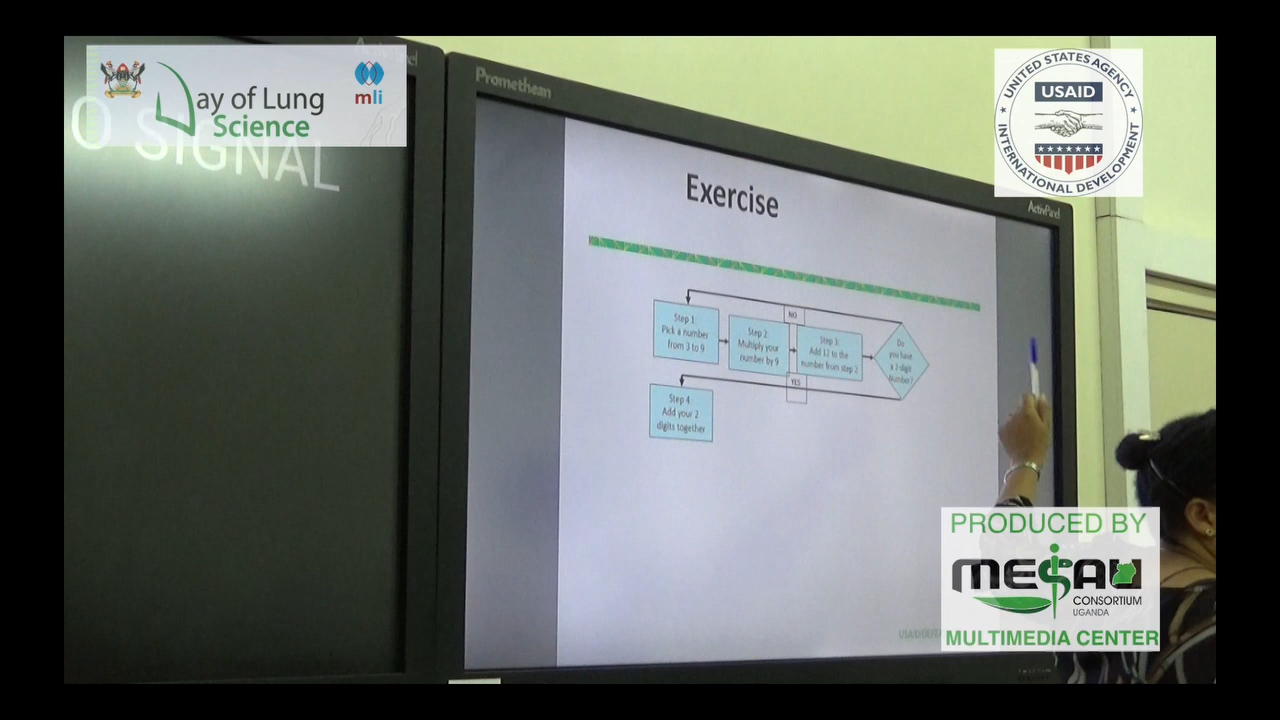 ActivPanel
ay of Lung
Science
mli
O SIGNAL
Promethean
UNITED STATES AGENCY
USAID
INTERNATIONAL DEVELOPMENT
ActivPanel
Exercise
NO
Step 1:
Pick a number
from 3 to 9
Step 2:
Multiply your
number by 9
Step 3:
Add 12 to the
number from step 2
Do
you have
a 2-digit
Number?
YES
Step 4
Add your 2
digits together
PRODUCED BY
MESAU
CONSORTIUM
UGANDA
MULTIMEDIA CENTER